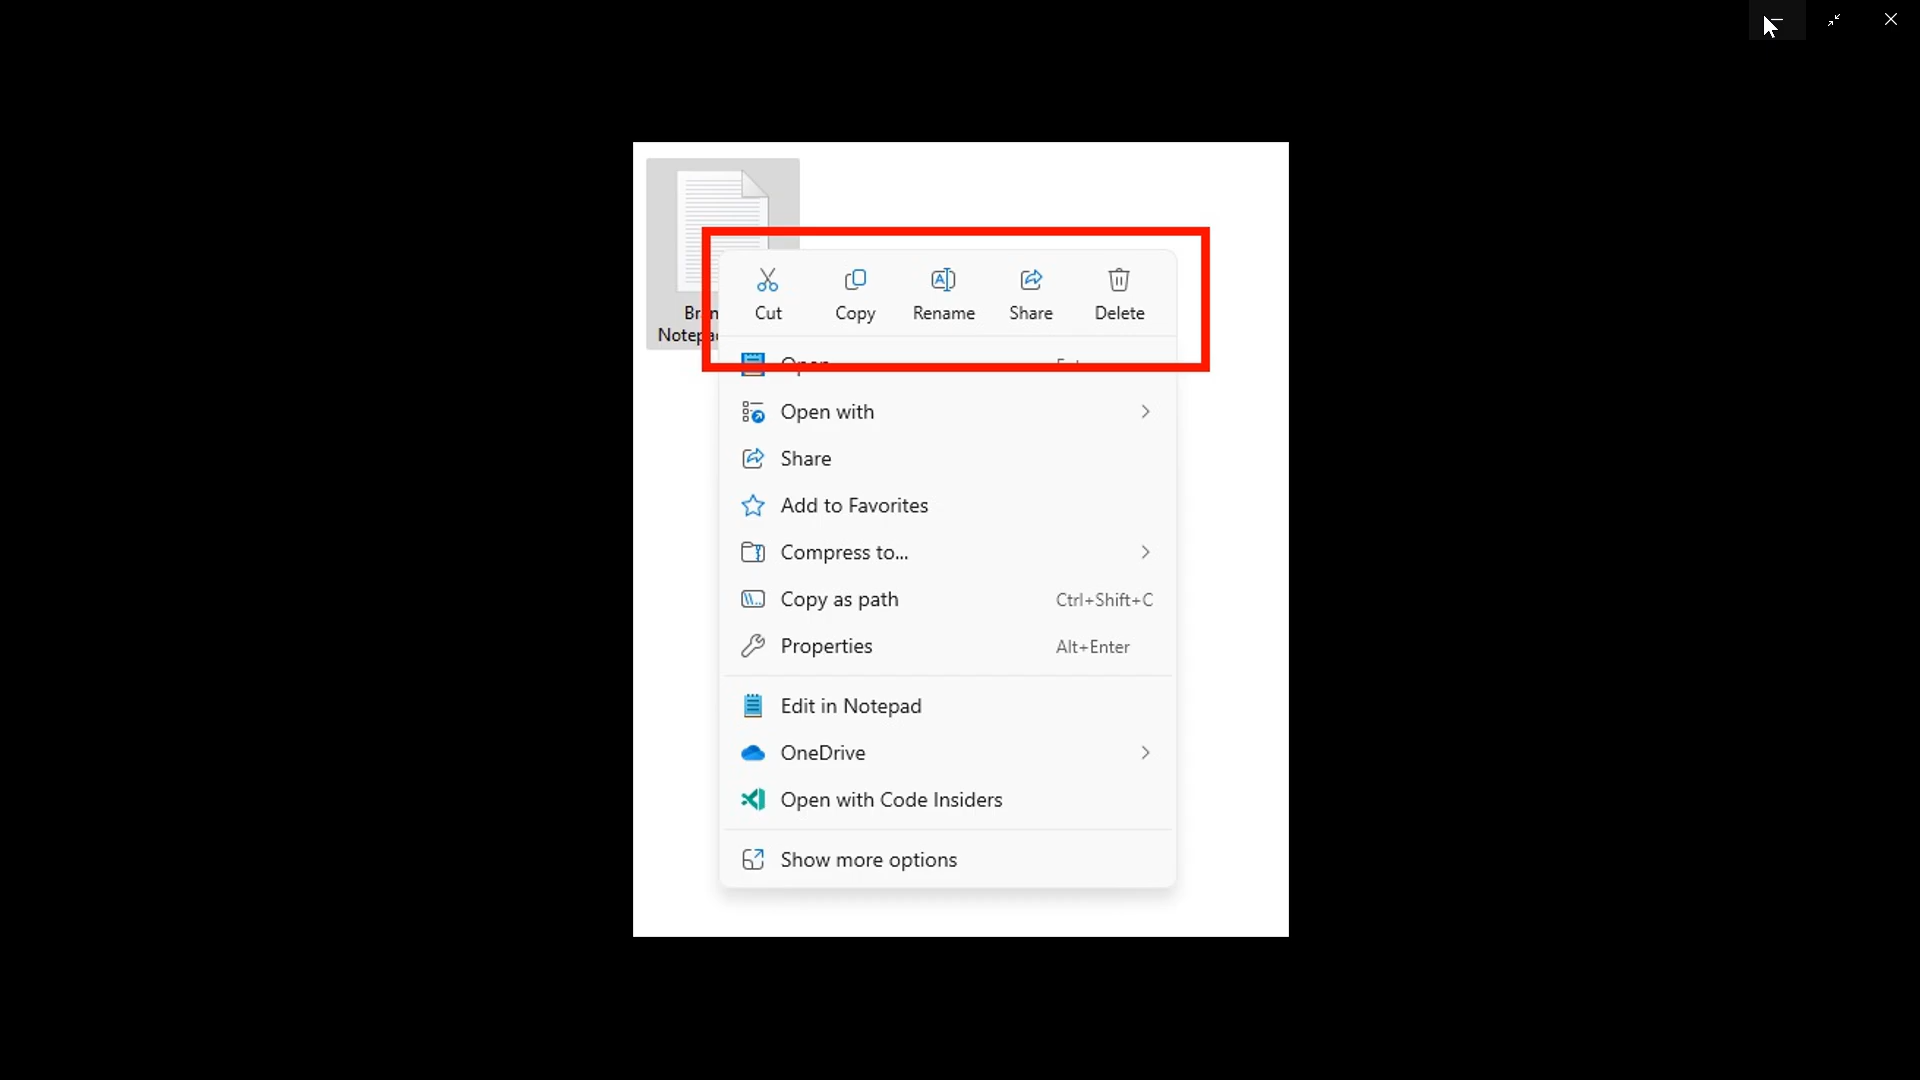 Cut Copy Rename Share Delete
Open
Open with
Share
Add to Favorites
Compress to...
Copy as path Ctrl+Shift+C
Properties Alt+Enter
Edit in Notepad
OneDrive
Open with Code Insiders
Show more options